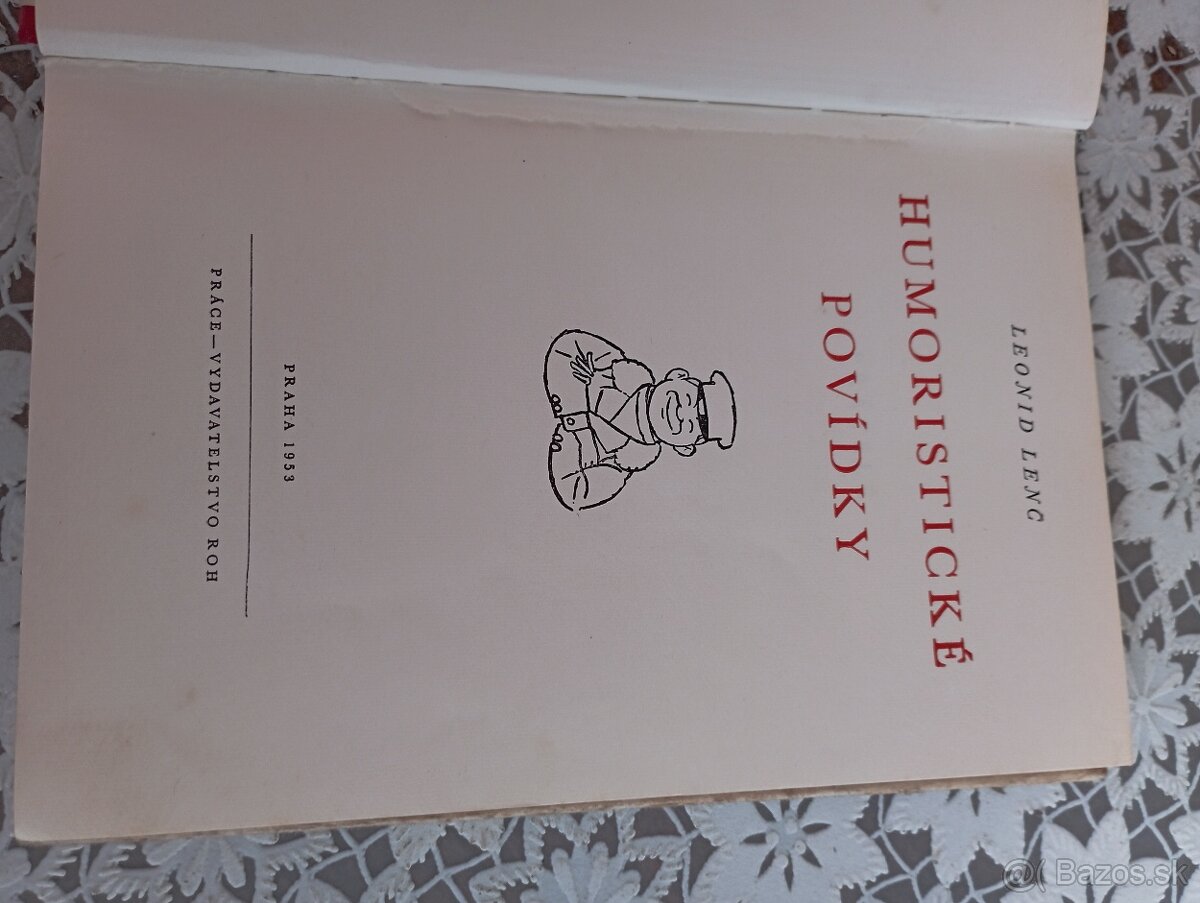 LEONID LENČ
HUMORISTICKÉ
POVÍDKY
PRAHA 1953
PRÁCE — VYDAVATELSTVO ROH
@( Bazos.sk